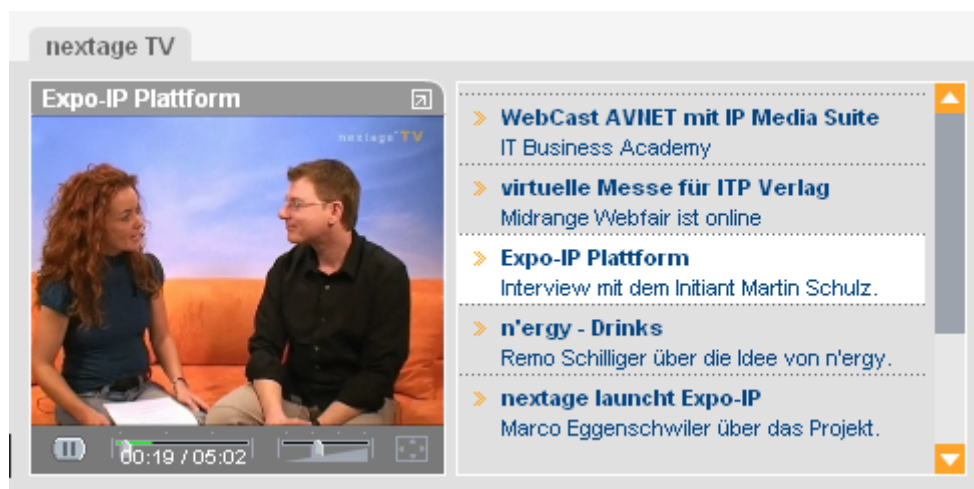 nextage TV
Expo-IP Plattform
nextage TV
00:19 / 05:02
WebCast AVNET mit IP Media Suite
IT Business Academy
virtuelle Messe für ITP Verlag
Midrange Webfair ist online
Expo-IP Plattform
Interview mit dem Initiant Martin Schulz.
n'ergy - Drinks
Remo Schilliger über die Idee von n'ergy.
nextage launcht Expo-IP
Marco Eggenschwiler über das Projekt.